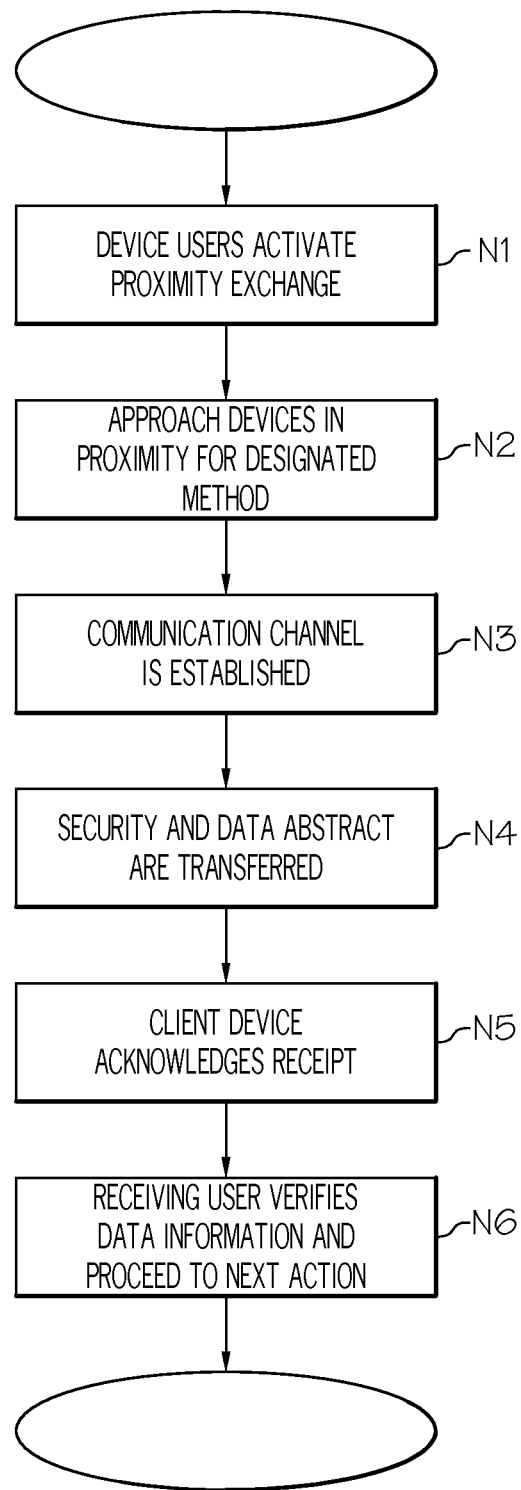 DEVICE USERS ACTIVATE
PROXIMITY EXCHANGE
N1
APPROACH DEVICES IN
PROXIMITY FOR DESIGNATED
METHOD
N2
COMMUNICATION CHANNEL
IS ESTABLISHED
N3
SECURITY AND DATA ABSTRACT
ARE TRANSFERRED
N4
CLIENT DEVICE
ACKNOWLEDGES RECEIPT
N5
RECEIVING USER VERIFIES
DATA INFORMATION AND
PROCEED TO NEXT ACTION
N6